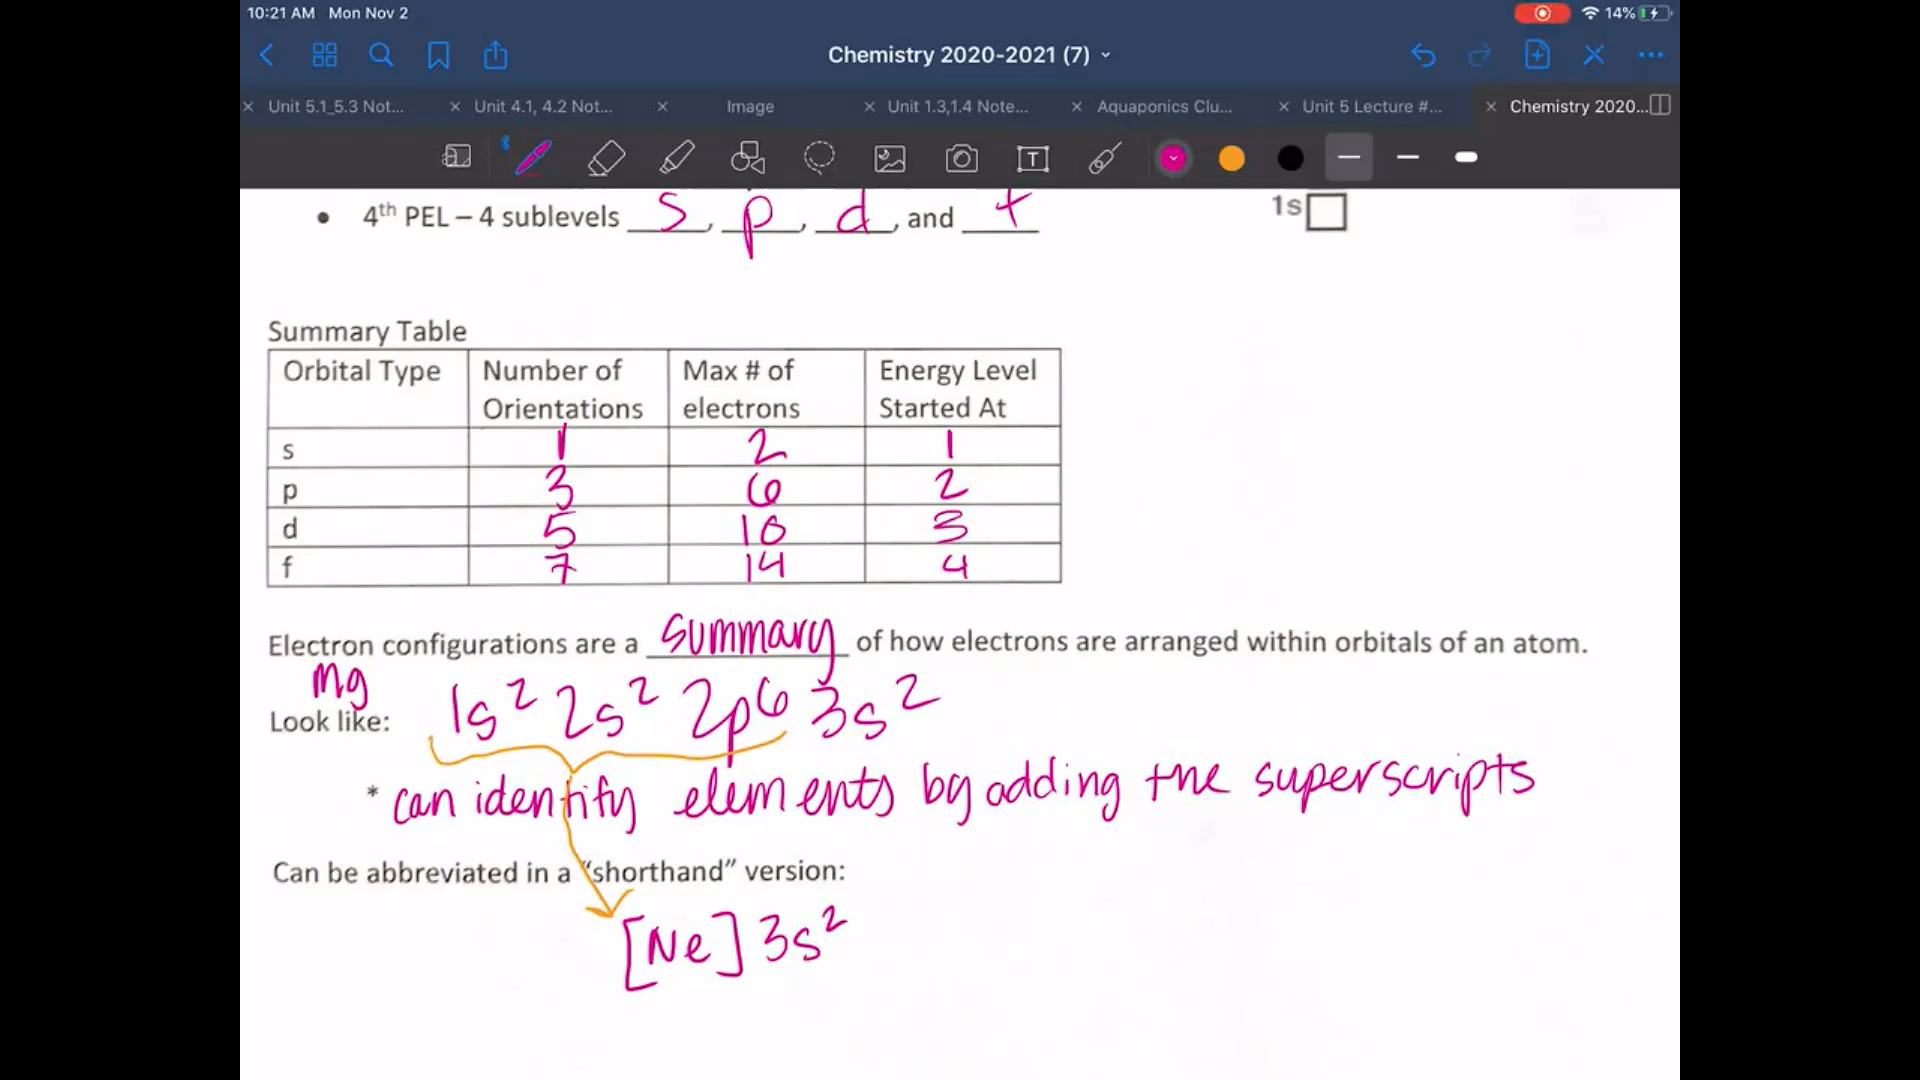 10:21 AM Mon Nov 2 14%
Chemistry 2020-2021 (7)
Unit 5.1_5.3 Not... Unit 4.1, 4.2 Not... Image Unit 1.3,1.4 Note... Aquaponics Clu... Unit 5 Lecture #... Chemistry 2020...
• 4th PEL – 4 sublevels s, p, d, and f
1s
Summary Table
Orbital Type Number of Orientations Max # of electrons Energy Level Started At
s 1 2 1
p 3 6 2
d 5 10 3
f 7 14 4
Electron configurations are a summary of how electrons are arranged within orbitals of an atom.
Mg
Look like: 1s² 2s² 2p⁶ 3s²
* can identify elements by adding the superscripts
Can be abbreviated in a “shorthand” version:
[Ne] 3s²